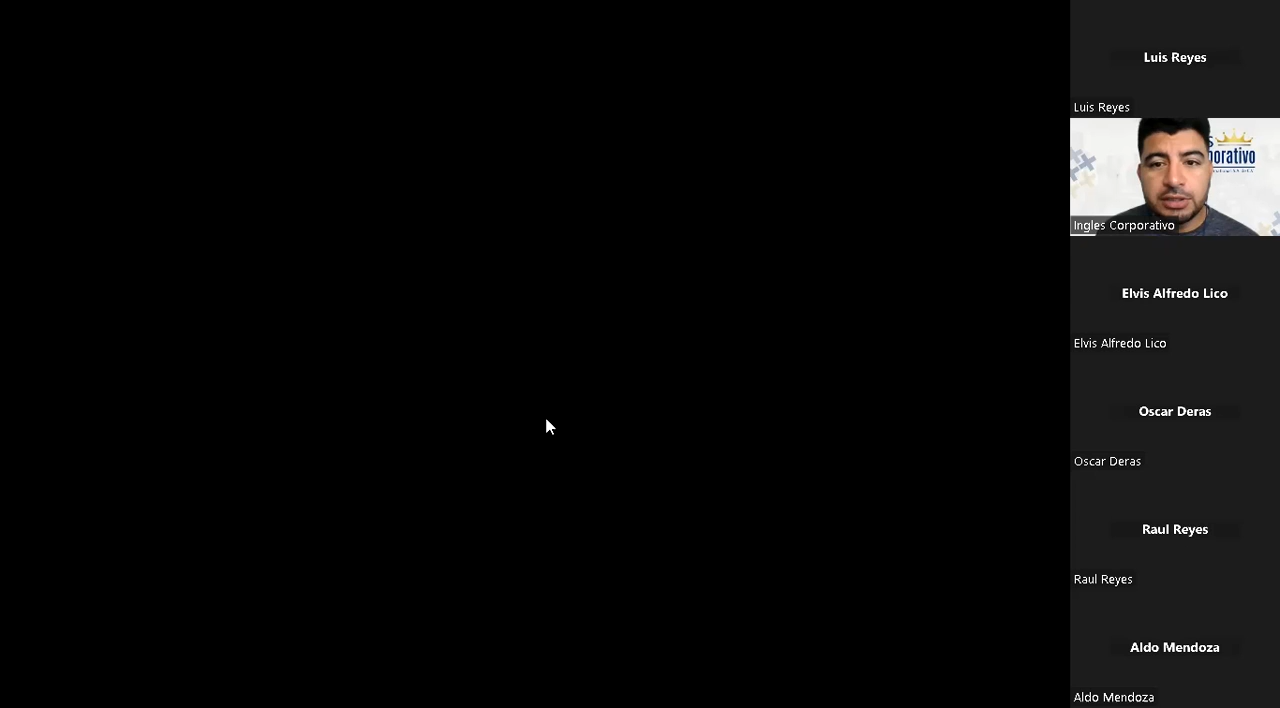 Luis Reyes
Luis Reyes
Ingles Corporativo
Elvis Alfredo Lico
Elvis Alfredo Lico
Oscar Deras
Oscar Deras
Raul Reyes
Raul Reyes
Aldo Mendoza
Aldo Mendoza